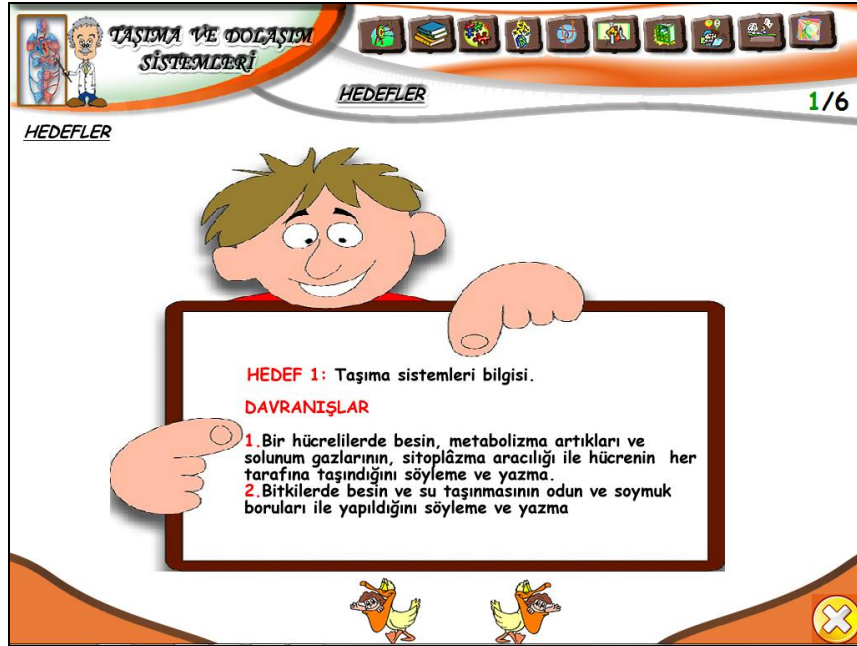 TAŞIMA VE DOLAŞIM
SİSTEMLERİ
HEDEFLER
1/6
HEDEFLER
HEDEF 1: Taşıma sistemleri bilgisi.
DAVRANIŞLAR
1.Bir hücrelilerde besin, metabolizma artıkları ve
solunum gazlarının, sitoplâzma aracılığı ile hücrenin her
tarafına taşındığını söyleme ve yazma.
2.Bitkilerde besin ve su taşınmasının odun ve soymuk
boruları ile yapıldığını söyleme ve yazma